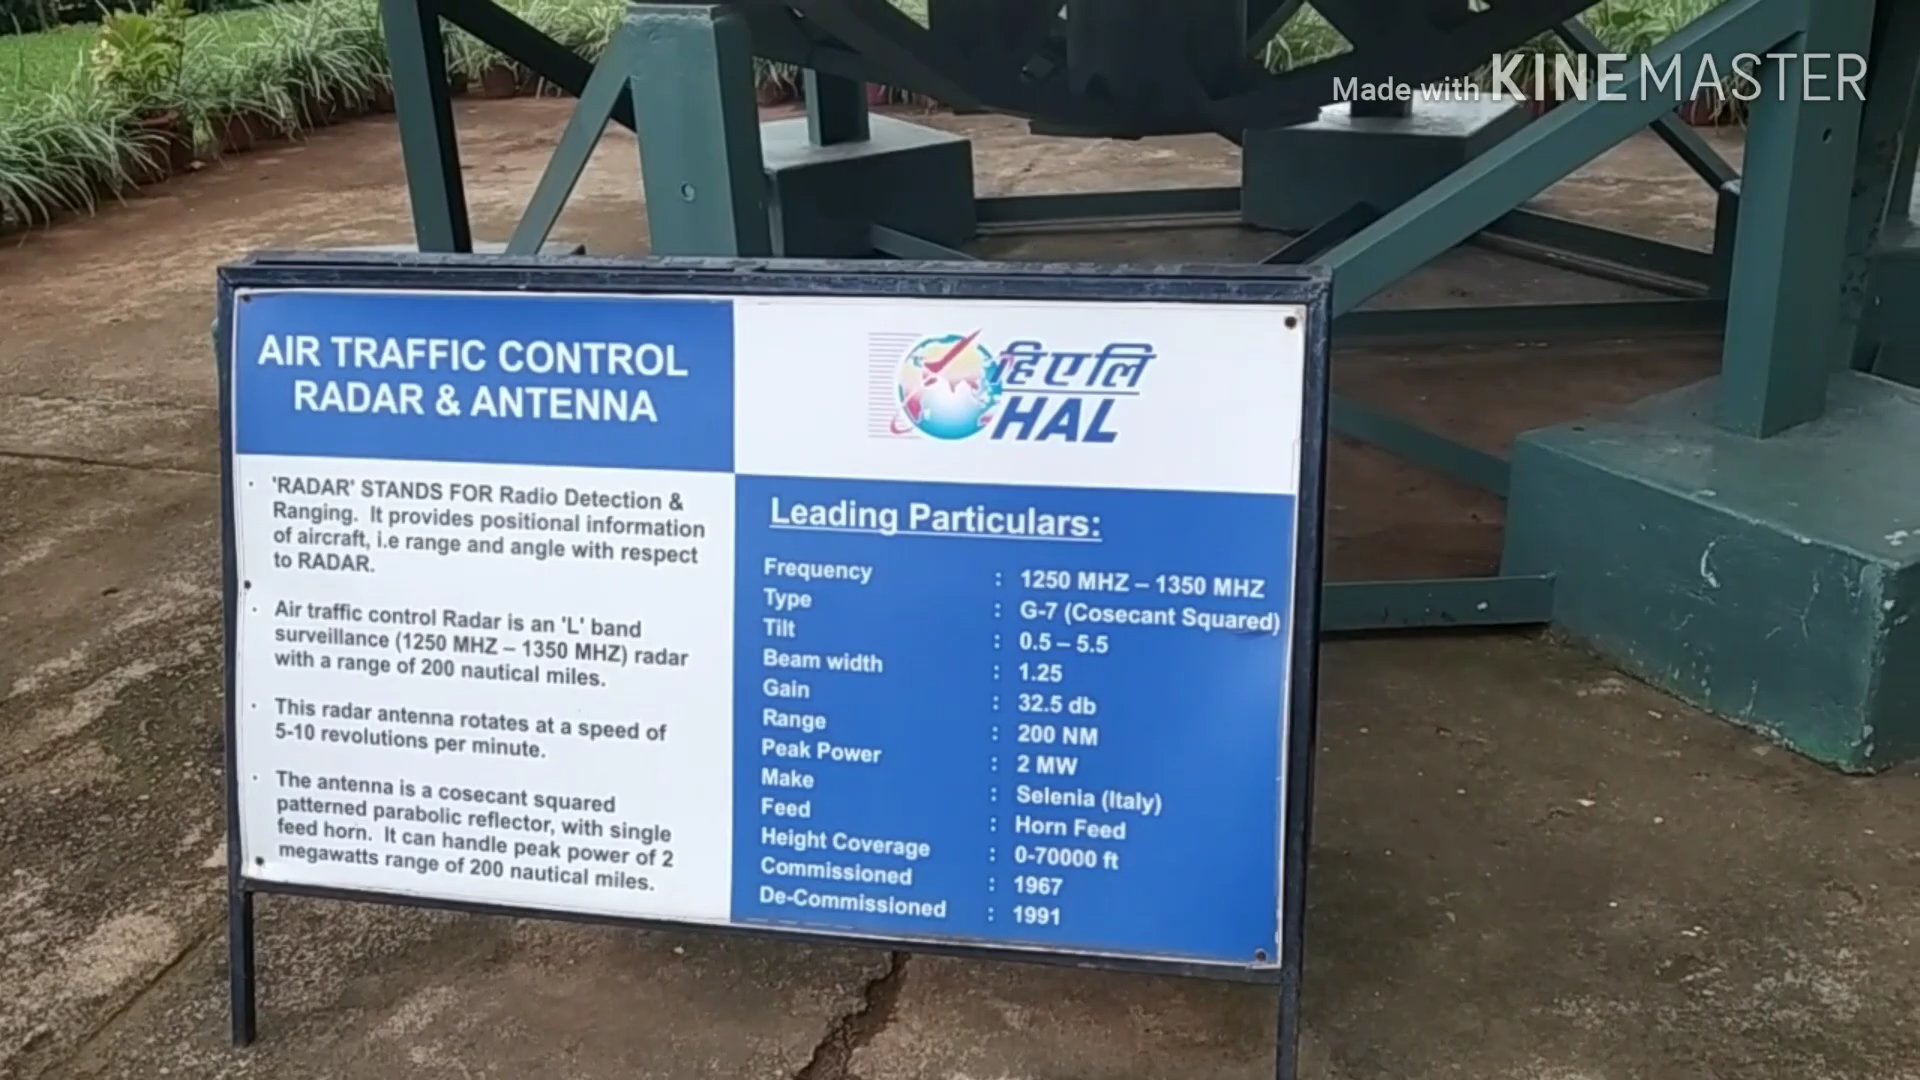 Made with KINEMASTER
AIR TRAFFIC CONTROL
RADAR & ANTENNA
हिएलि
HAL
· 'RADAR' STANDS FOR Radio Detection &
Ranging. It provides positional information
of aircraft, i.e range and angle with respect
to RADAR.
· Air traffic control Radar is an 'L' band
surveillance (1250 MHZ – 1350 MHZ) radar
with a range of 200 nautical miles.
· This radar antenna rotates at a speed of
5-10 revolutions per minute.
· The antenna is a cosecant squared
patterned parabolic reflector, with single
feed horn. It can handle peak power of 2
megawatts range of 200 nautical miles.
Leading Particulars:
Frequency : 1250 MHZ – 1350 MHZ
Type : G-7 (Cosecant Squared)
Tilt : 0.5 – 5.5
Beam width : 1.25
Gain : 32.5 db
Range : 200 NM
Peak Power : 2 MW
Make : Selenia (Italy)
Feed : Horn Feed
Height Coverage : 0-70000 ft
Commissioned : 1967
De-Commissioned : 1991